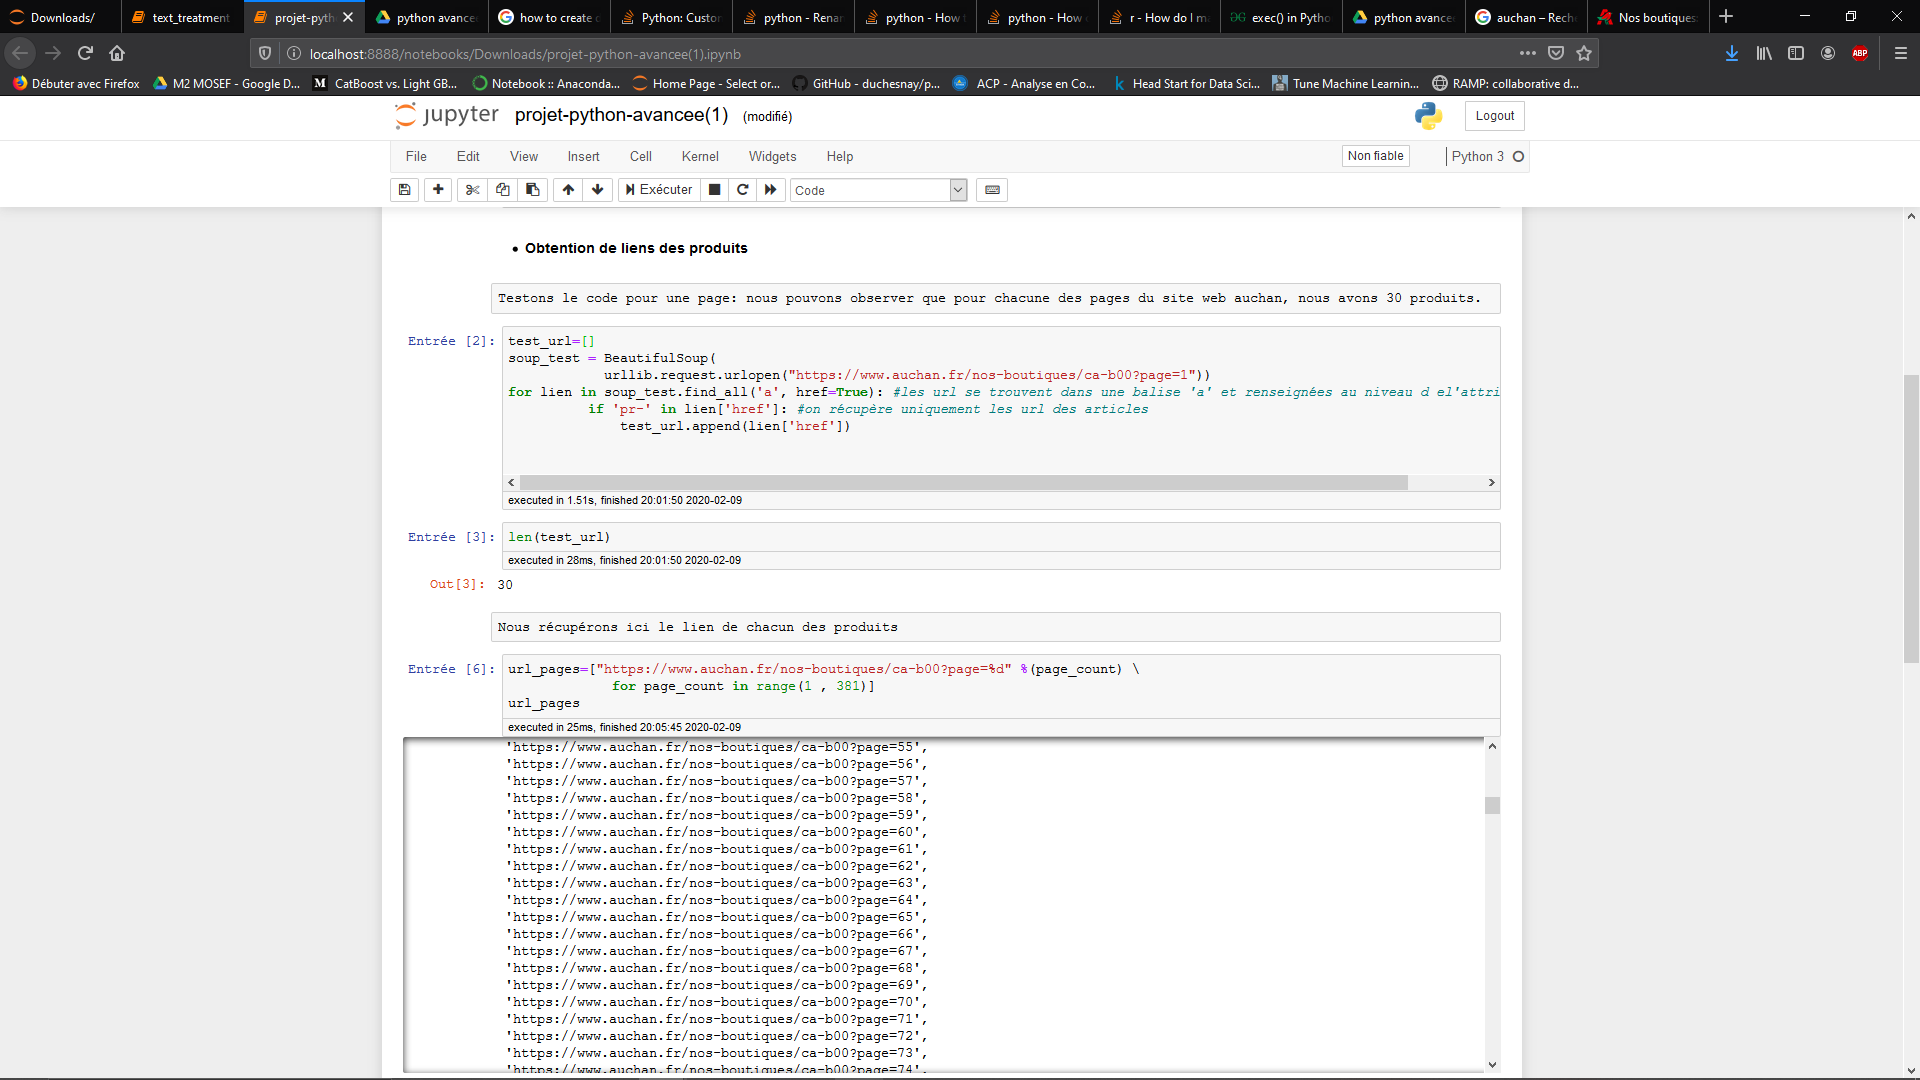 Downloads/
text_treatment
projet-pyth
python avance
how to create c
Python: Custor
python - Renar
python - How
python - How
r - How do I m
exec() in Pytho
python avance
auchan – Rech
Nos boutiques:
localhost:8888/notebooks/Downloads/projet-python-avancee(1).ipynb
Débuter avec Firefox
M2 MOSEF - Google D...
CatBoost vs. Light GB...
Notebook :: Anaconda...
Home Page - Select or...
GitHub - duchesnay/p...
ACP - Analyse en Co...
Head Start for Data Sci...
Tune Machine Learnin...
RAMP: collaborative d...
ABP
jupyter projet-python-avancee(1) (modifié)
Logout
File Edit View Insert Cell Kernel Widgets Help
Non fiable
Python 3
Exécuter
Code
Obtention de liens des produits
Testons le code pour une page: nous pouvons observer que pour chacune des pages du site web auchan, nous avons 30 produits.
Entrée [2]:
test_url=[]
soup_test = BeautifulSoup(
urllib.request.urlopen("https://www.auchan.fr/nos-boutiques/ca-b00?page=1"))
for lien in soup_test.find_all('a', href=True): #les url se trouvent dans une balise 'a' et renseignées au niveau d el'attri
if 'pr-' in lien['href']: #on récupère uniquement les url des articles
test_url.append(lien['href'])
executed in 1.51s, finished 20:01:50 2020-02-09
Entrée [3]:
len(test_url)
executed in 28ms, finished 20:01:50 2020-02-09
Out[3]: 30
Nous récupérons ici le lien de chacun des produits
Entrée [6]:
url_pages=["https://www.auchan.fr/nos-boutiques/ca-b00?page=%d" %(page_count) \
for page_count in range(1 , 381)]
url_pages
executed in 25ms, finished 20:05:45 2020-02-09
'https://www.auchan.fr/nos-boutiques/ca-b00?page=55',
'https://www.auchan.fr/nos-boutiques/ca-b00?page=56',
'https://www.auchan.fr/nos-boutiques/ca-b00?page=57',
'https://www.auchan.fr/nos-boutiques/ca-b00?page=58',
'https://www.auchan.fr/nos-boutiques/ca-b00?page=59',
'https://www.auchan.fr/nos-boutiques/ca-b00?page=60',
'https://www.auchan.fr/nos-boutiques/ca-b00?page=61',
'https://www.auchan.fr/nos-boutiques/ca-b00?page=62',
'https://www.auchan.fr/nos-boutiques/ca-b00?page=63',
'https://www.auchan.fr/nos-boutiques/ca-b00?page=64',
'https://www.auchan.fr/nos-boutiques/ca-b00?page=65',
'https://www.auchan.fr/nos-boutiques/ca-b00?page=66',
'https://www.auchan.fr/nos-boutiques/ca-b00?page=67',
'https://www.auchan.fr/nos-boutiques/ca-b00?page=68',
'https://www.auchan.fr/nos-boutiques/ca-b00?page=69',
'https://www.auchan.fr/nos-boutiques/ca-b00?page=70',
'https://www.auchan.fr/nos-boutiques/ca-b00?page=71',
'https://www.auchan.fr/nos-boutiques/ca-b00?page=72',
'https://www.auchan.fr/nos-boutiques/ca-b00?page=73',
'https://www.auchan.fr/nos-boutiques/ca-b00?page=74',